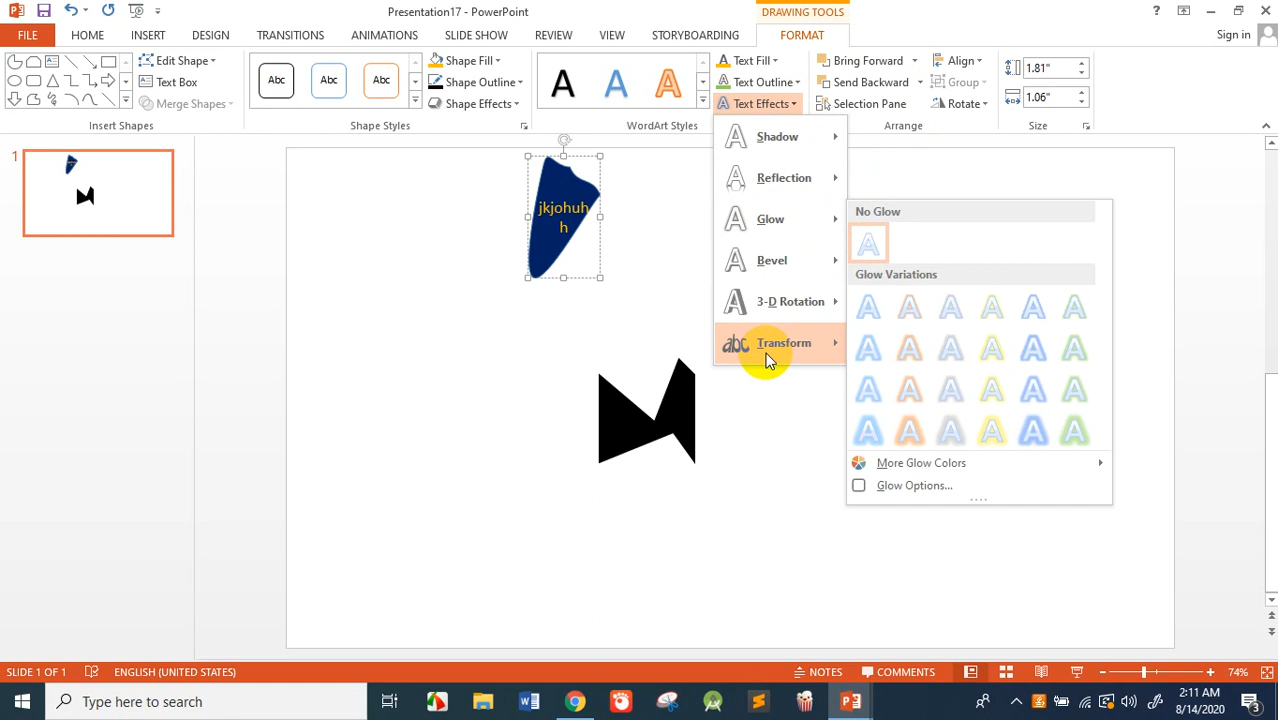 Presentation17 - PowerPoint
DRAWING TOOLS
?
FILE
HOME
INSERT
DESIGN
TRANSITIONS
ANIMATIONS
SLIDE SHOW
REVIEW
VIEW
STORYBOARDING
FORMAT
Sign in
Edit Shape
Text Box
Merge Shapes
Insert Shapes
Abc
Abc
Abc
Shape Fill
Shape Outline
Shape Effects
Shape Styles
A
A
A
Text Fill
Text Outline
Text Effects
WordArt Styles
Bring Forward
Send Backward
Selection Pane
Align
Group
Rotate
Arrange
1.81"
1.06"
Size
1
jkjohuh
h
Shadow
Reflection
Glow
Bevel
3-D Rotation
abc Transform
No Glow
Glow Variations
More Glow Colors
Glow Options...
SLIDE 1 OF 1
ENGLISH (UNITED STATES)
NOTES
COMMENTS
74%
Type here to search
2:11 AM
8/14/2020
3